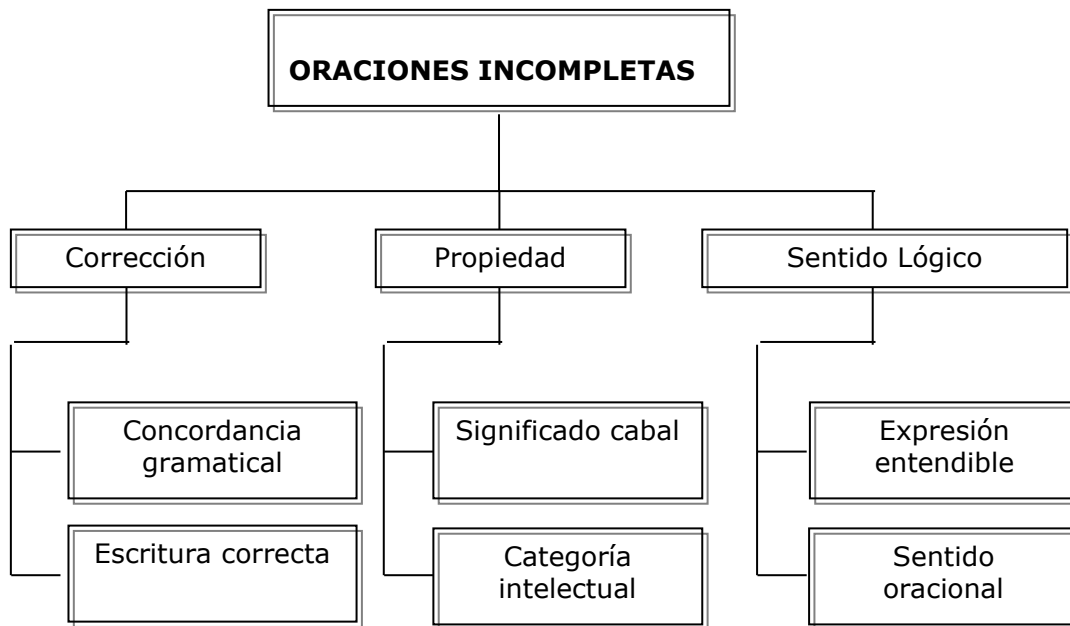 ORACIONES INCOMPLETAS
Corrección
Propiedad
Sentido Lógico
Concordancia
gramatical
Significado cabal
Expresión
entendible
Escritura correcta
Categoría
intelectual
Sentido
oracional